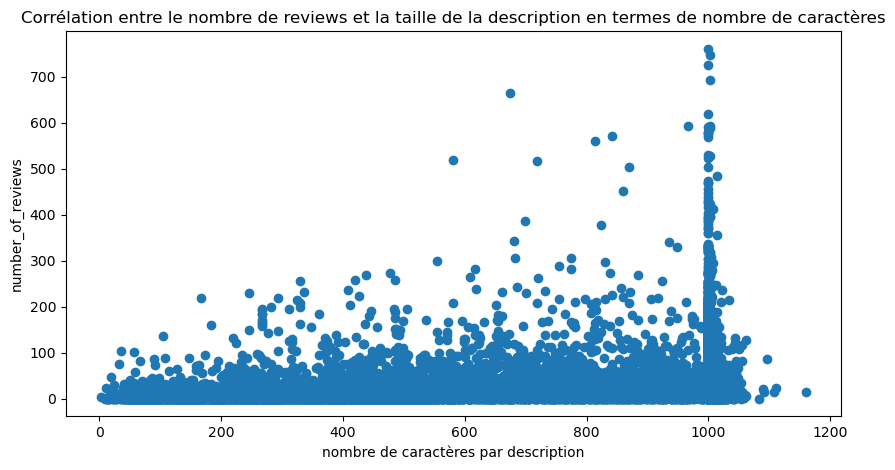 Corrélation entre le nombre de reviews et la taille de la description en termes de nombre de caractères
number_of_reviews
700
600
500
400
300
200
100
0
0 200 400 600 800 1000 1200
nombre de caractères par description